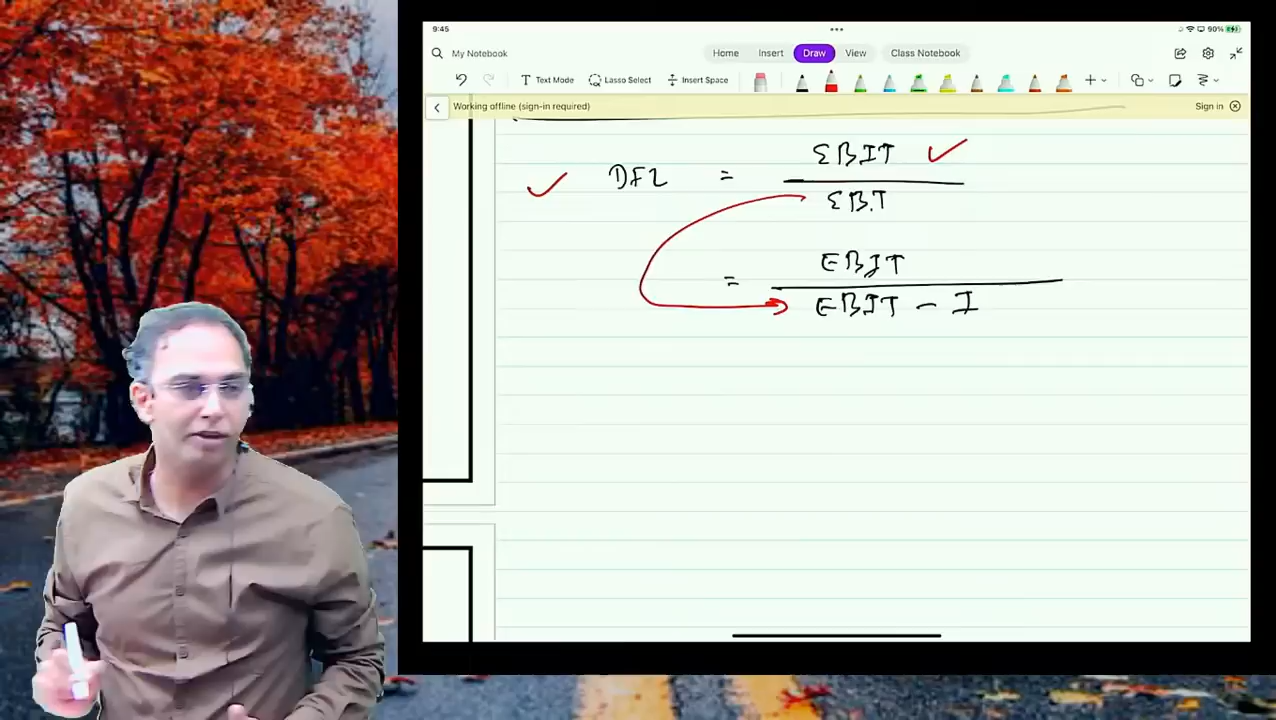 9:45
90%
My Notebook
Home Insert Draw View Class Notebook
Text Mode Lasso Select Insert Space
Working offline (sign-in required) Sign in
DFL = EBIT
EBT
= EBIT
EBIT - I